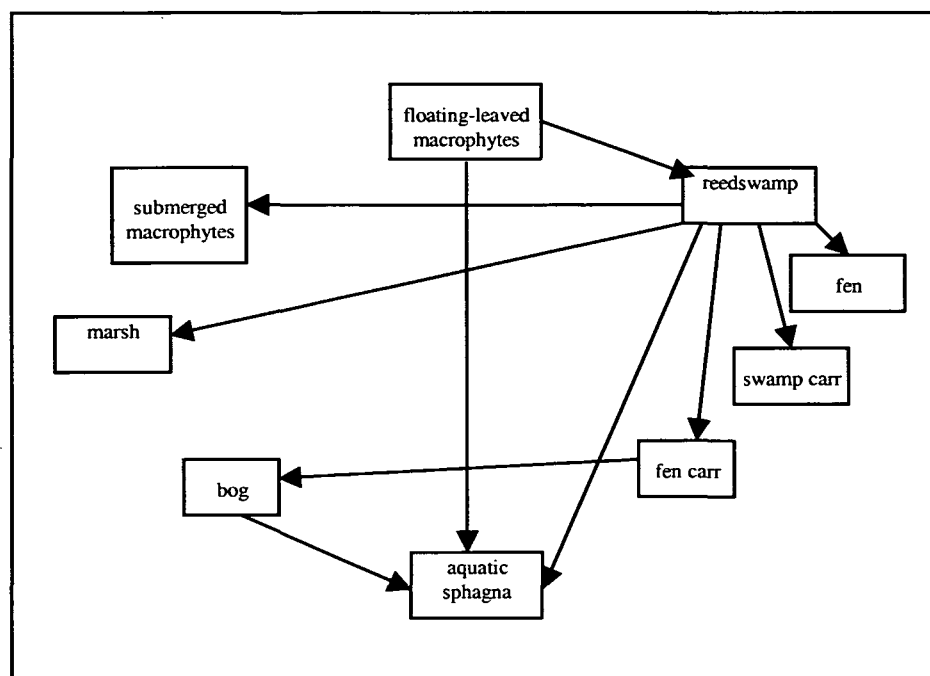 floating-leaved
macrophytes
reedswamp
submerged
macrophytes
fen
marsh
swamp carr
fen carr
bog
aquatic
sphagna